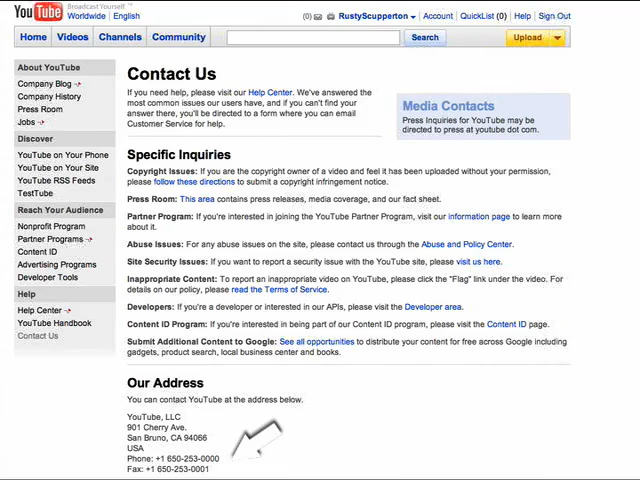 YouTube Broadcast Yourself™
Worldwide | English
(0) RustyScupperton | Account | QuickList (0) | Help | Sign Out
Home Videos Channels Community Search Upload
About YouTube
Company Blog
Company History
Press Room
Jobs
Discover
YouTube on Your Phone
YouTube on Your Site
YouTube RSS Feeds
TestTube
Reach Your Audience
Nonprofit Program
Partner Programs
Content ID
Advertising Programs
Developer Tools
Help
Help Center
YouTube Handbook
Contact Us
Contact Us
If you need help, please visit our Help Center. We've answered the
most common issues our users have, and if you can't find your
answer there, you'll be directed to a form where you can email
Customer Service for help.
Media Contacts
Press Inquiries for YouTube may be
directed to press at youtube dot com.
Specific Inquiries
Copyright Issues: If you are the copyright owner of a video and feel it has been uploaded without your permission,
please follow these directions to submit a copyright infringement notice.
Press Room: This area contains press releases, media coverage, and our fact sheet.
Partner Program: If you're interested in joining the YouTube Partner Program, visit our information page to learn more
about it.
Abuse Issues: For any abuse issues on the site, please contact us through the Abuse and Policy Center.
Site Security Issues: If you want to report a security issue with the YouTube site, please visit us here.
Inappropriate Content: To report an inappropriate video on YouTube, please click the "Flag" link under the video. For
details on our policy, please read the Terms of Service.
Developers: If you're a developer or interested in our APIs, please visit the Developer area.
Content ID Program: If you're interested in being part of our Content ID program, please visit the Content ID page.
Submit Additional Content to Google: See all opportunities to distribute your content for free across Google including
gadgets, product search, local business center and books.
Our Address
You can contact YouTube at the address below.
YouTube, LLC
901 Cherry Ave.
San Bruno, CA 94066
USA
Phone: +1 650-253-0000
Fax: +1 650-253-0001